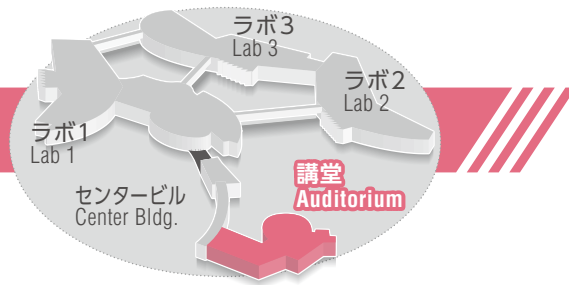 ラボ3
Lab 3
ラボ2
Lab 2
ラボ1
Lab 1
センタービル
Center Bldg.
講堂
Auditorium